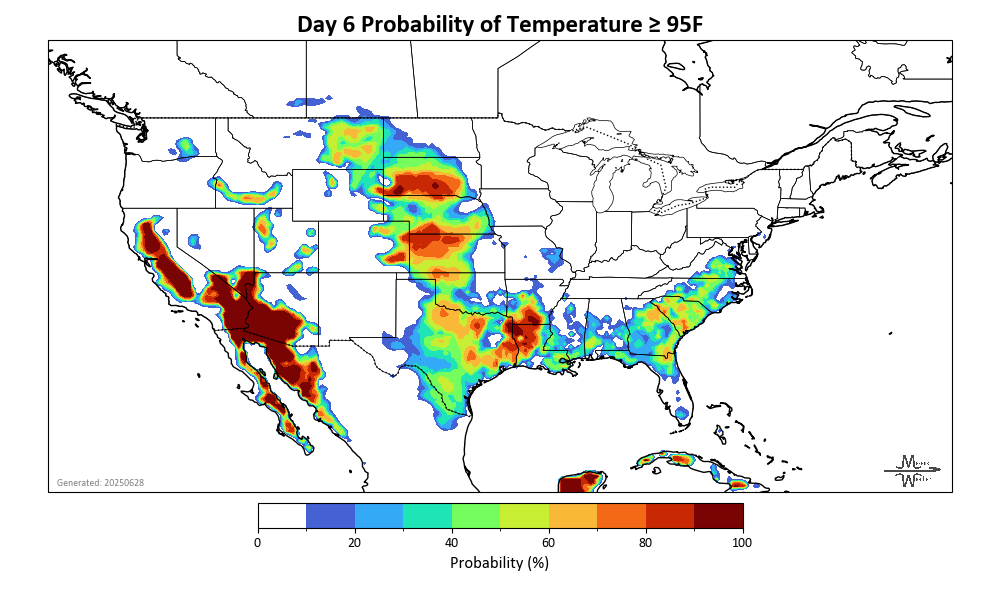 Day 6 Probability of Temperature ≥ 95F
Generated: 20250628
0 20 40 60 80 100
Probability (%)